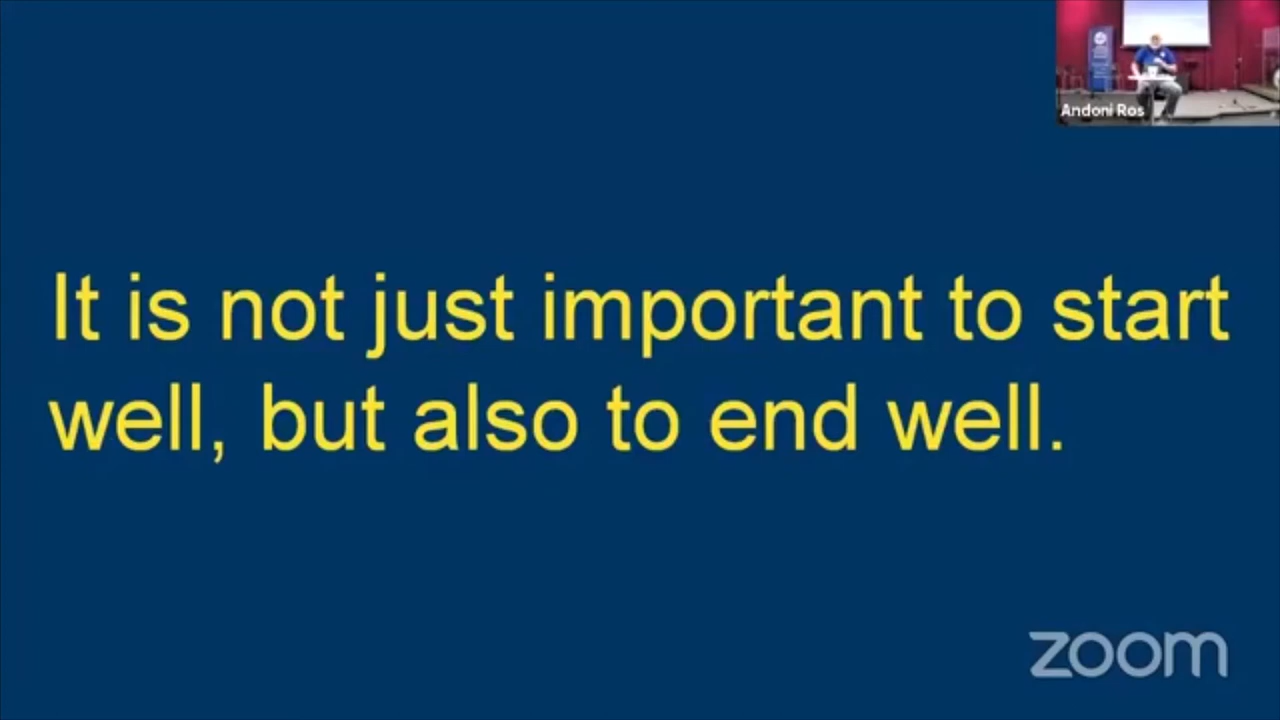 Andoni Ros
It is not just important to start
well, but also to end well.
zoom